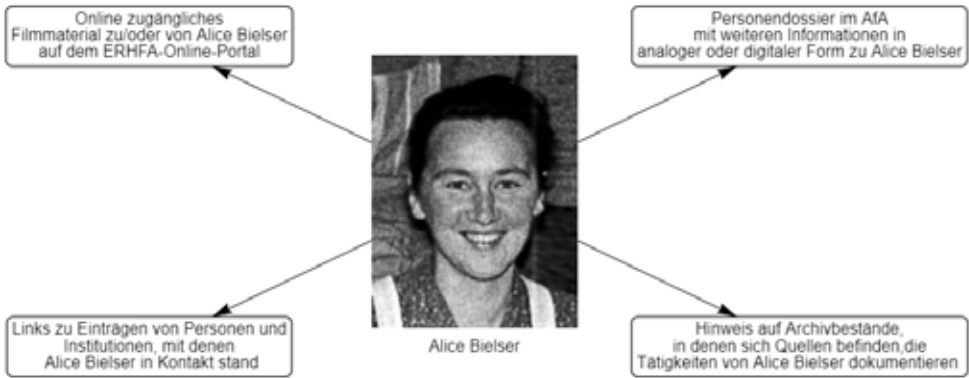 Online zugängliches
Filmmaterial zu/oder von Alice Bielser
auf dem ERHFA-Online-Portal
Personendossier im AfA
mit weiteren Informationen in
analoger oder digitaler Form zu Alice Bielser
Links zu Einträgen von Personen und
Institutionen, mit denen
Alice Bielser in Kontakt stand
Alice Bielser
Hinweis auf Archivbestände,
in denen sich Quellen befinden,die
Tätigkeiten von Alice Bielser dokumentieren